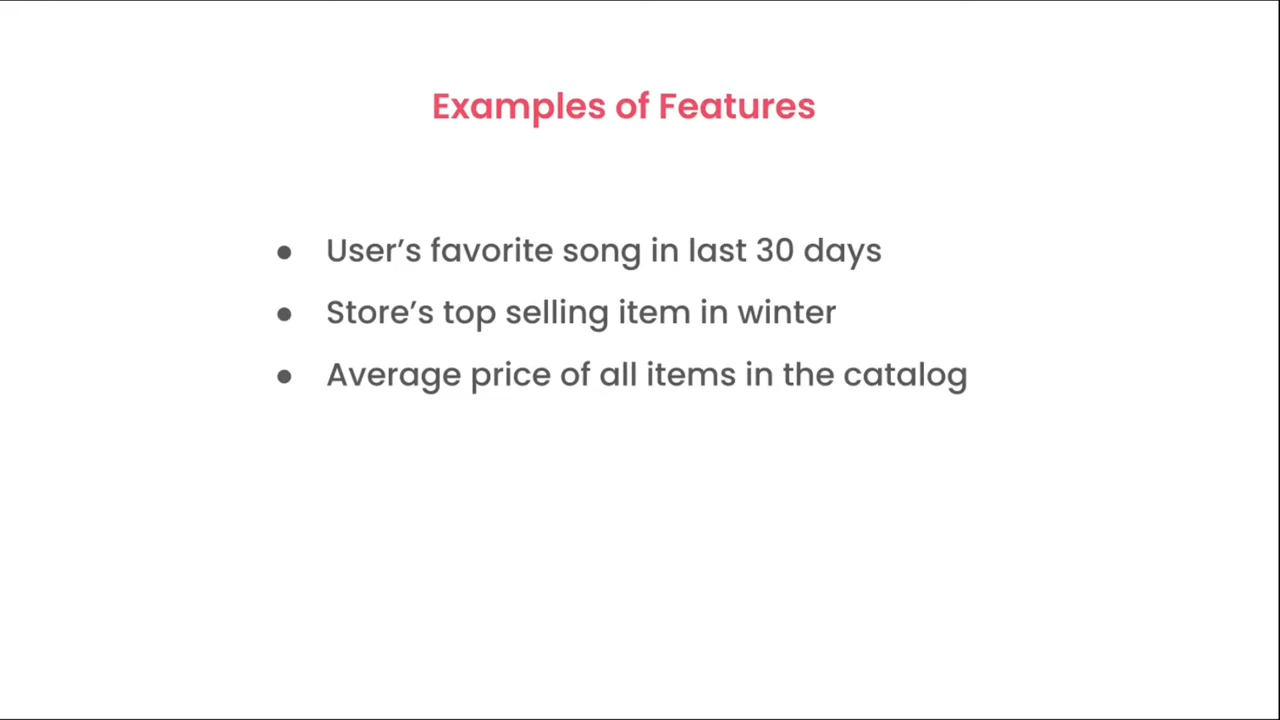 Examples of Features
● User’s favorite song in last 30 days
● Store’s top selling item in winter
● Average price of all items in the catalog